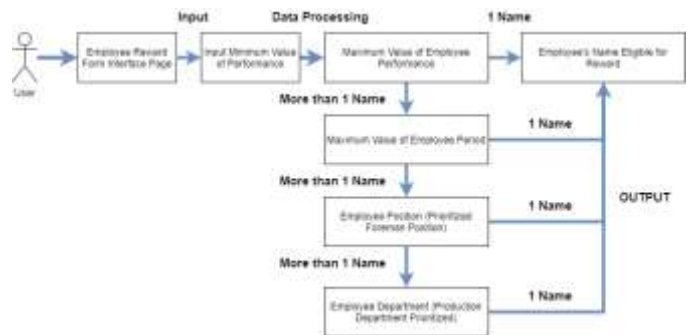 Input
Data Processing
1 Name
User
Employee Reward
Form Interface Page
Input Minimum Value
of Performance
Maximum Value of Employee
Performance
Employee's Name Eligible for
Reward
More than 1 Name
1 Name
Maximum Value of Employee Period
More than 1 Name
1 Name
OUTPUT
Employee Position (Prioritized
Foreman Position)
More than 1 Name
1 Name
Employee Department (Production
Department Prioritized)